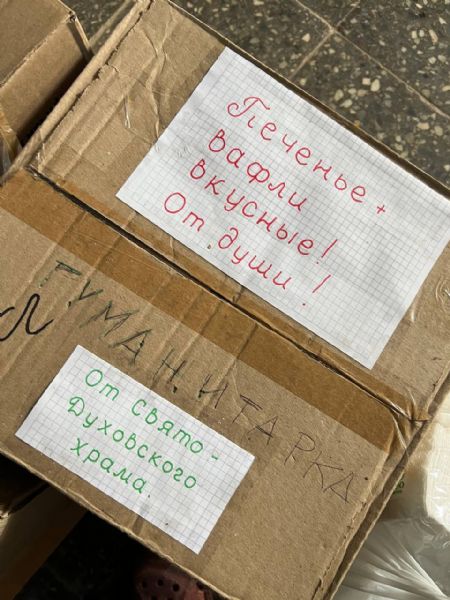 Печенье +
вафли
вкусные!
От души!
ГУМАНИТАРКА
От Свято -
Духовского
храма.